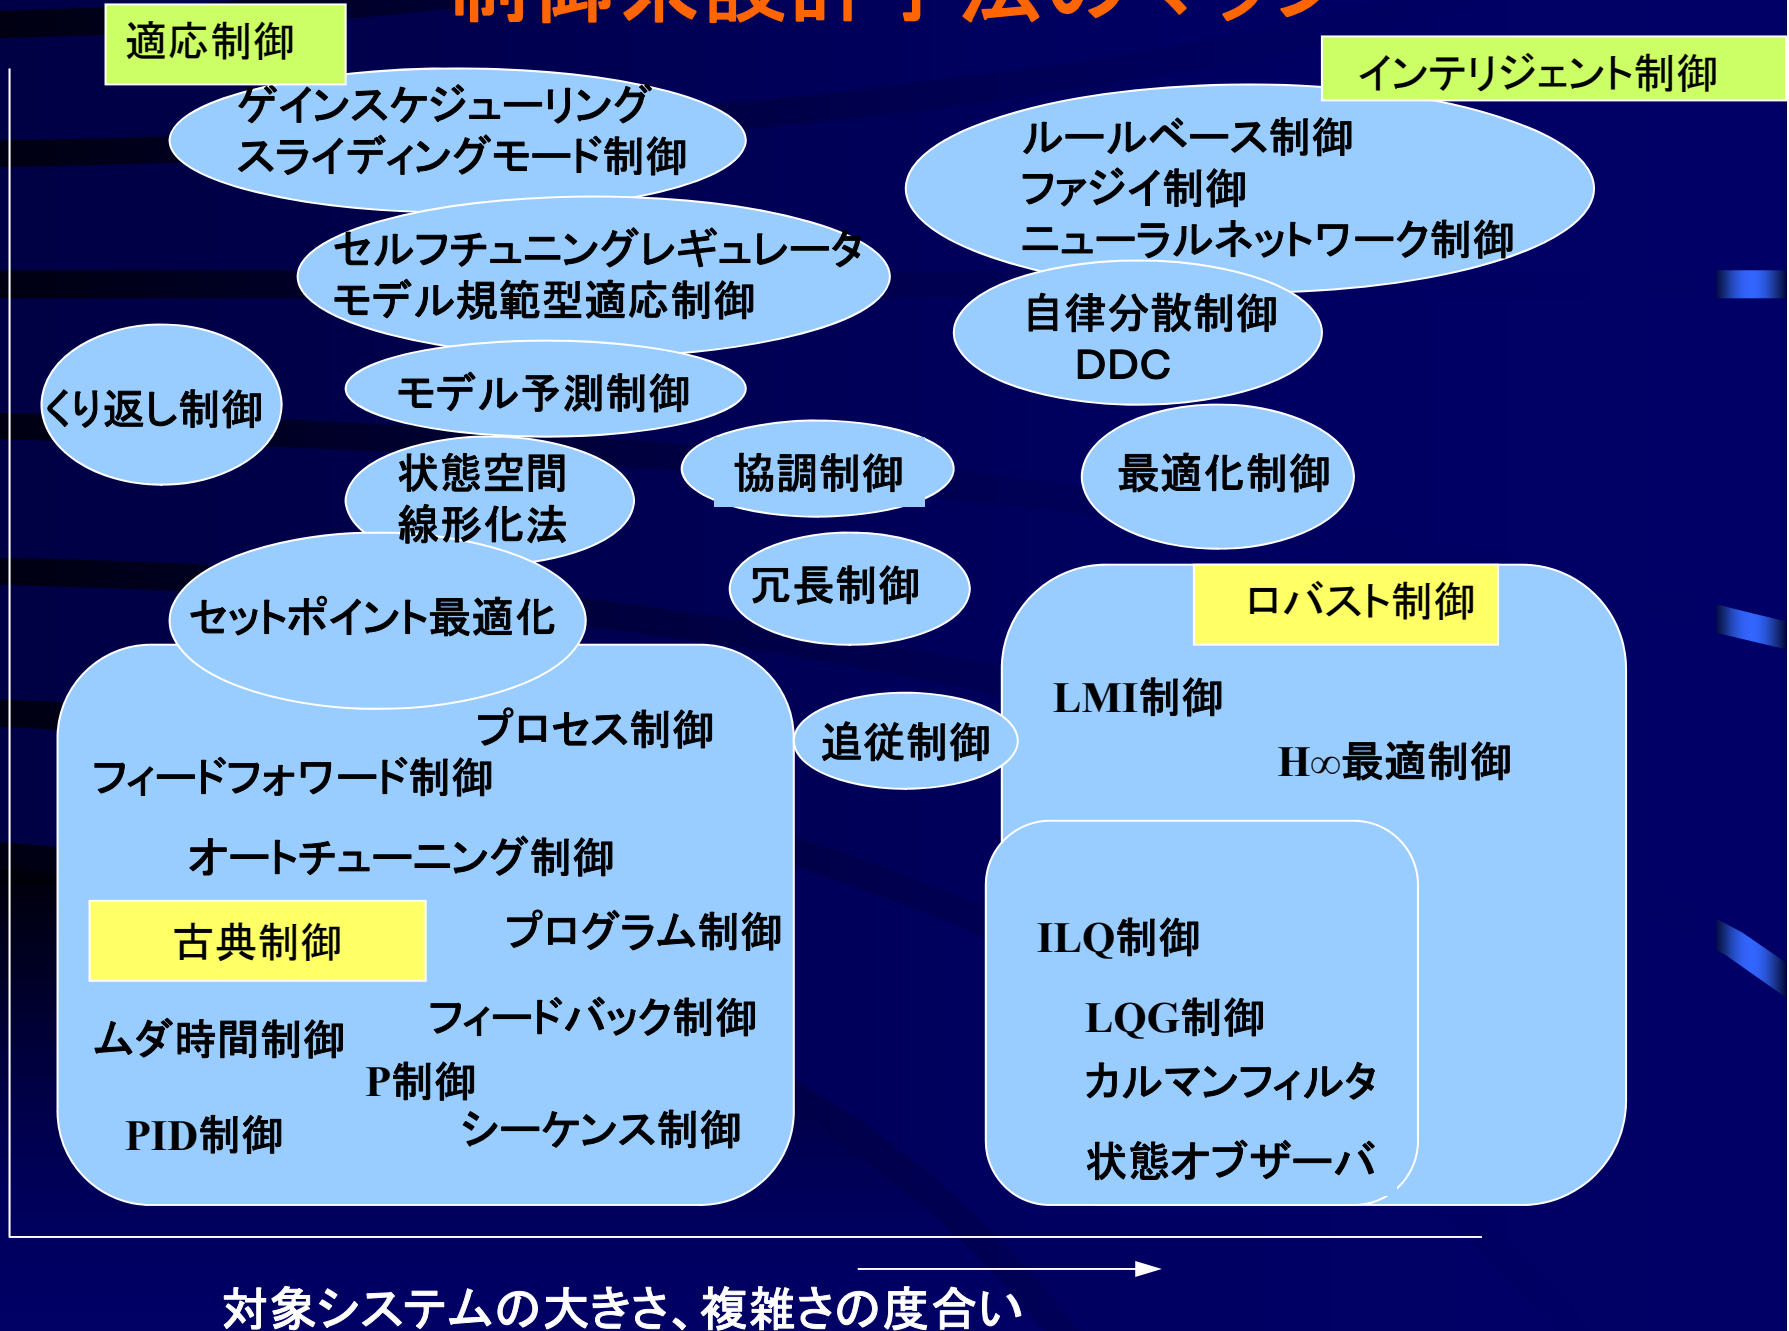 制御系設計手法のマップ
適応制御
インテリジェント制御
ゲインスケジューリング
スライディングモード制御
ルールベース制御
ファジイ制御
ニューラルネットワーク制御
セルフチュニングレギュレータ
モデル規範型適応制御
自律分散制御
DDC
くり返し制御
モデル予測制御
状態空間
線形化法
協調制御
最適化制御
冗長制御
セットポイント最適化
ロバスト制御
LMI制御
プロセス制御
追従制御
フィードフォワード制御
H∞最適制御
オートチューニング制御
古典制御
プログラム制御
ILQ制御
ムダ時間制御
フィードバック制御
LQG制御
P制御
カルマンフィルタ
PID制御
シーケンス制御
状態オブザーバ
対象システムの大きさ、複雑さの度合い